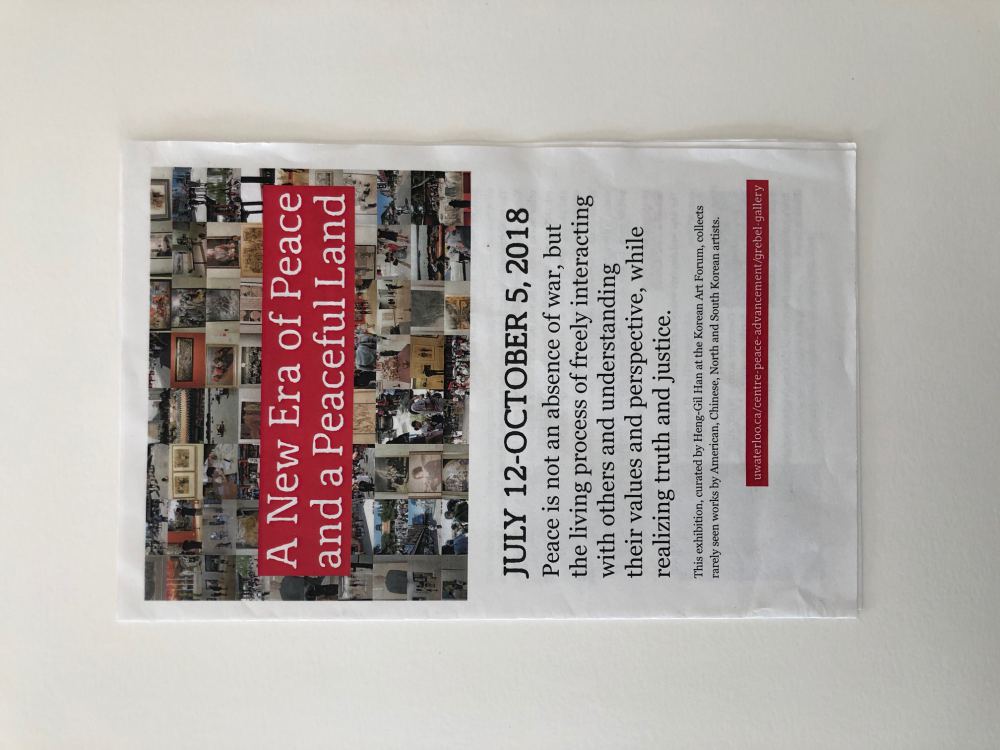 A New Era of Peace
and a Peaceful Land
JULY 12-OCTOBER 5, 2018
Peace is not an absence of war, but
the living process of freely interacting
with others and understanding
their values and perspective, while
realizing truth and justice.
This exhibition, curated by Heng-Gil Han at the Korean Art Forum, collects
rarely seen works by American, Chinese, North and South Korean artists.
uwaterloo.ca/centre-peace-advancement/grebel-gallery